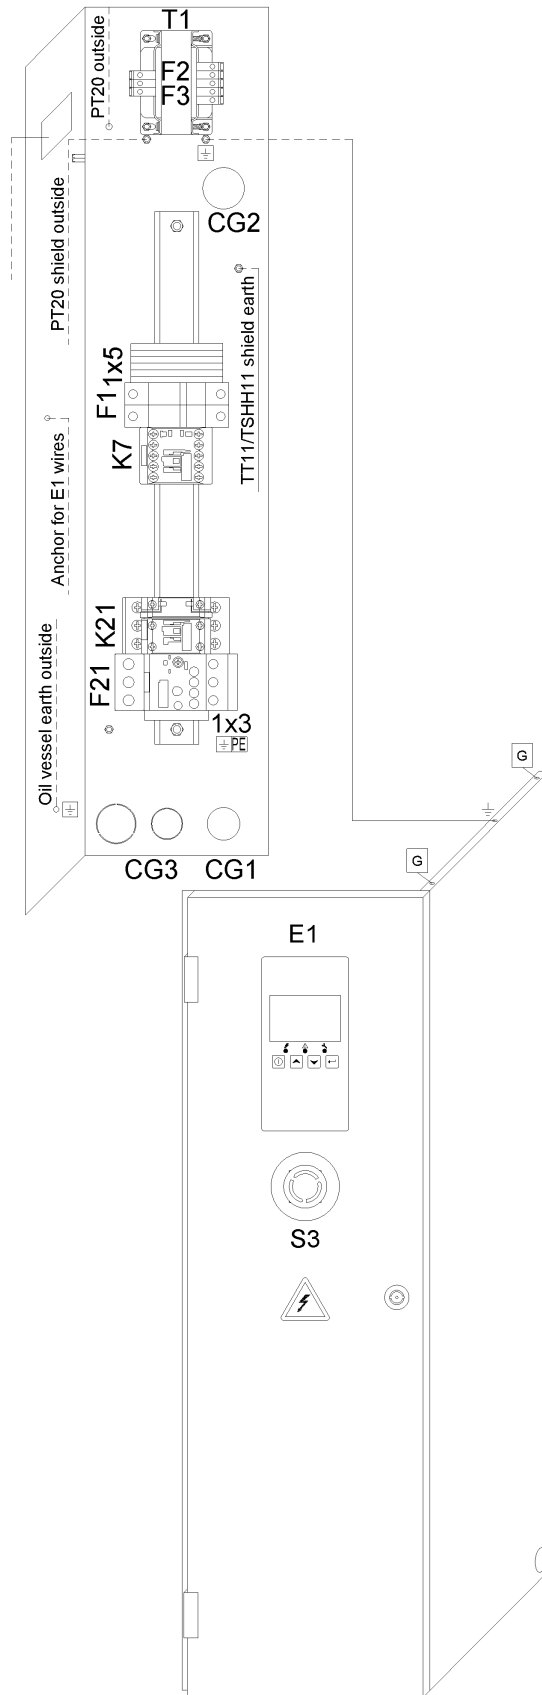 T1
PT20 outside
F2
F3
CG2
PT20 shield outside
TT11/TSHH11 shield earth
1x5
F1
K7
Anchor for E1 wires
K21
F21
Oil vessel earth outside
1x3
PE
CG3 CG1
G
G
E1
S3